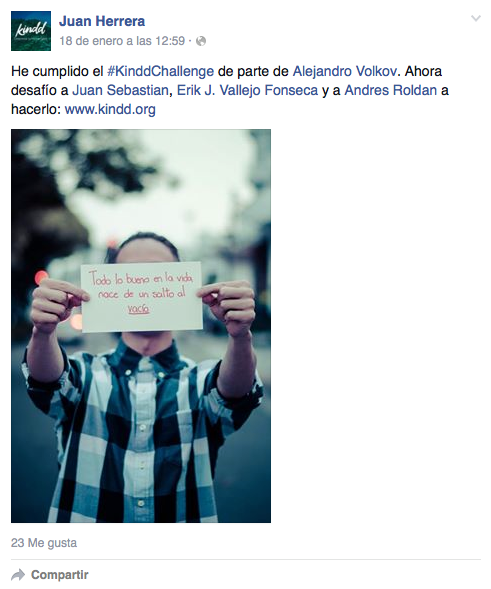 kindd
Juan Herrera
18 de enero a las 12:59 ·
He cumplido el #KinddChallenge de parte de Alejandro Volkov. Ahora
desafío a Juan Sebastian, Erik J. Vallejo Fonseca y a Andres Roldan a
hacerlo: www.kindd.org
Todo lo bueno en la vida
nace de un salto al
vacío
23 Me gusta
Compartir